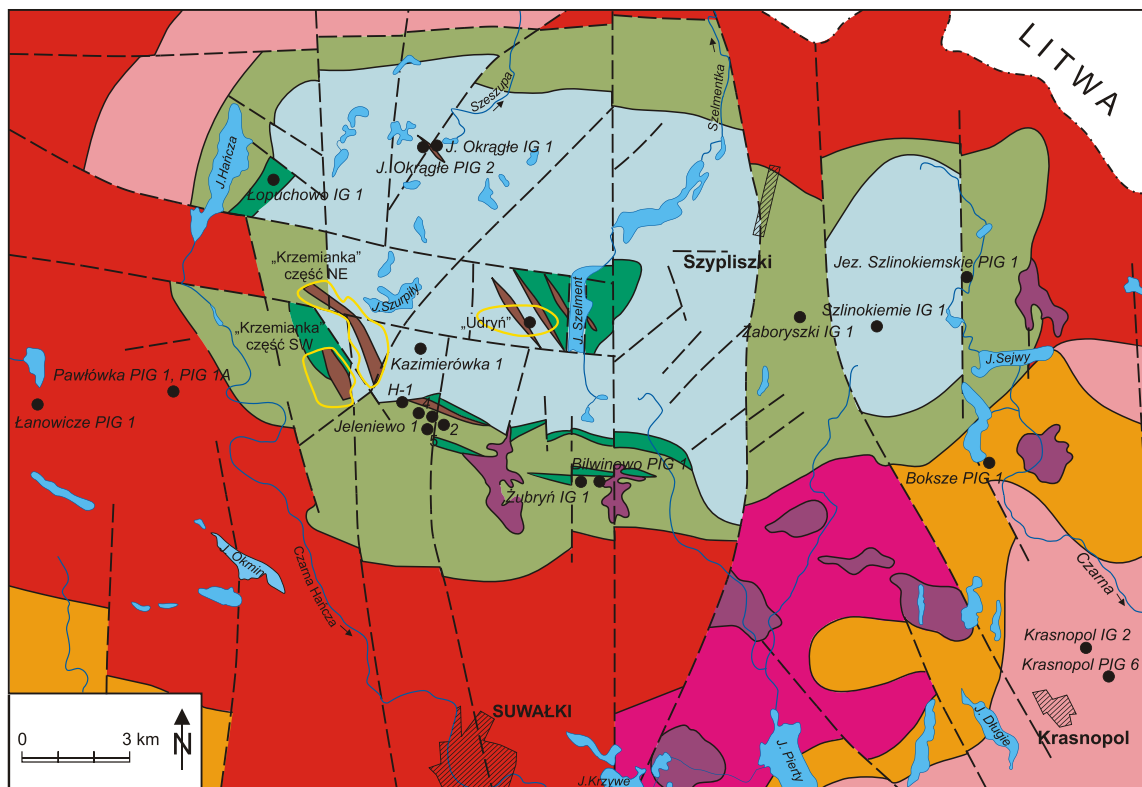 LITWA
Szeszupa
Szelmentka
J. Okrągłe IG 1
J. Okrągłe PIG 2
J.Hańcza
Łopuchowo IG 1
„Krzemianka”
część NE
J.Szurpiły
„Udryń”
J. Szelment
Szypliszki
Jez. Szlinokiemskie PIG 1
Szlinokiemie IG 1
Zaboryszki IG 1
„Krzemianka”
część SW
Kazimierówka 1
J.Sejwy
Pawłówka PIG 1, PIG 1A
Łanowicze PIG 1
H-1
4
Jeleniewo 1
2
5
Bilwinowo PIG 1
Żubryń IG 1
Boksze PIG 1
J. Okmin
Czarna Hańcza
Czarna
Krasnopol IG 2
Krasnopol PIG 6
Krasnopol
J. Długie
J. Pierty
J.Krzywe
SUWAŁKI
0 3 km
N